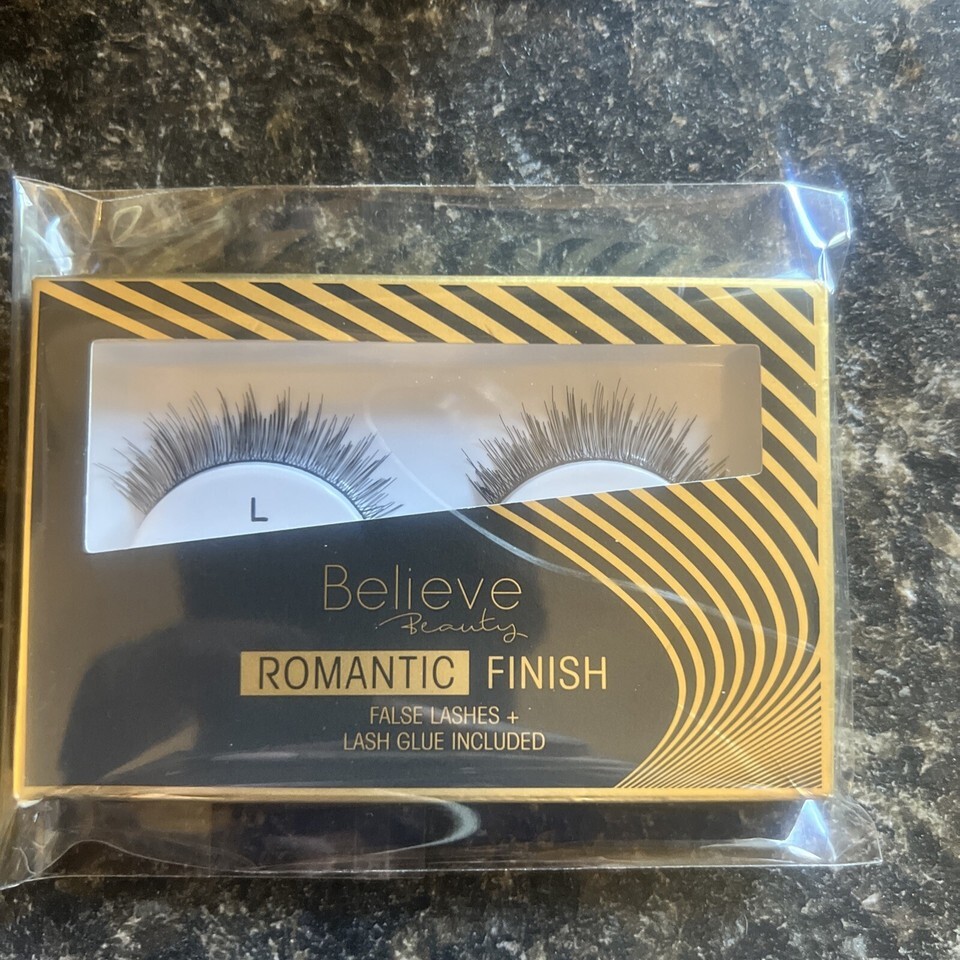 L
Believe
Beauty
ROMANTIC FINISH
FALSE LASHES +
LASH GLUE INCLUDED